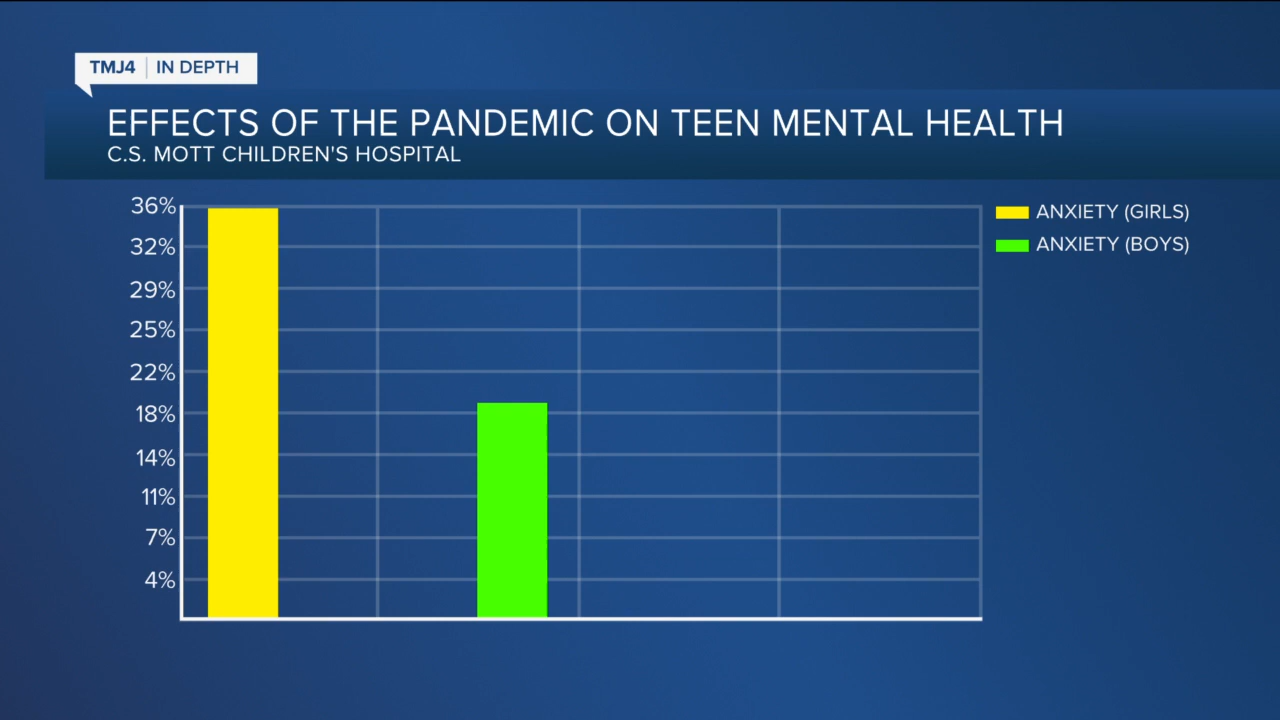 TMJ4 | IN DEPTH
EFFECTS OF THE PANDEMIC ON TEEN MENTAL HEALTH
C.S. MOTT CHILDREN'S HOSPITAL
36%
32%
29%
25%
22%
18%
14%
11%
7%
4%
ANXIETY (GIRLS)
ANXIETY (BOYS)